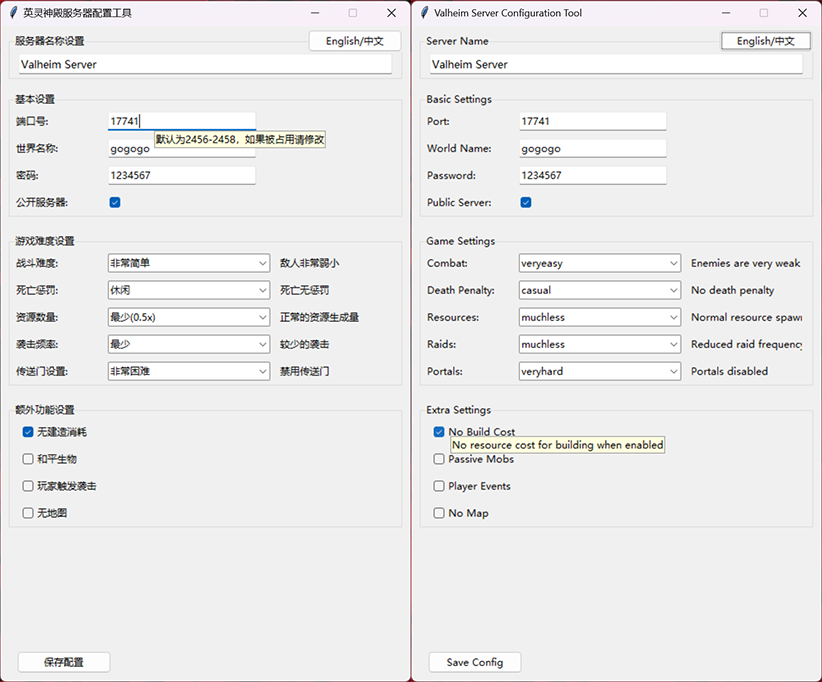 英灵神殿服务器配置工具
服务器名称设置
English/中文
Valheim Server
基本设置
端口号: 17741
默认为2456-2458，如果被占用请修改
世界名称: gogogo
密码: 1234567
公开服务器:
游戏难度设置
战斗难度: 非常简单 敌人非常弱小
死亡惩罚: 休闲 死亡无惩罚
资源数量: 最少(0.5x) 正常的资源生成量
袭击频率: 最少 较少的袭击
传送门设置: 非常困难 禁用传送门
额外功能设置
无建造消耗
和平生物
玩家触发袭击
无地图
保存配置
Valheim Server Configuration Tool
Server Name
English/中文
Valheim Server
Basic Settings
Port: 17741
World Name: gogogo
Password: 1234567
Public Server:
Game Settings
Combat: veryeasy Enemies are very weak
Death Penalty: casual No death penalty
Resources: muchless Normal resource spawn
Raids: muchless Reduced raid frequency
Portals: veryhard Portals disabled
Extra Settings
No Build Cost
No resource cost for building when enabled
Passive Mobs
Player Events
No Map
Save Config